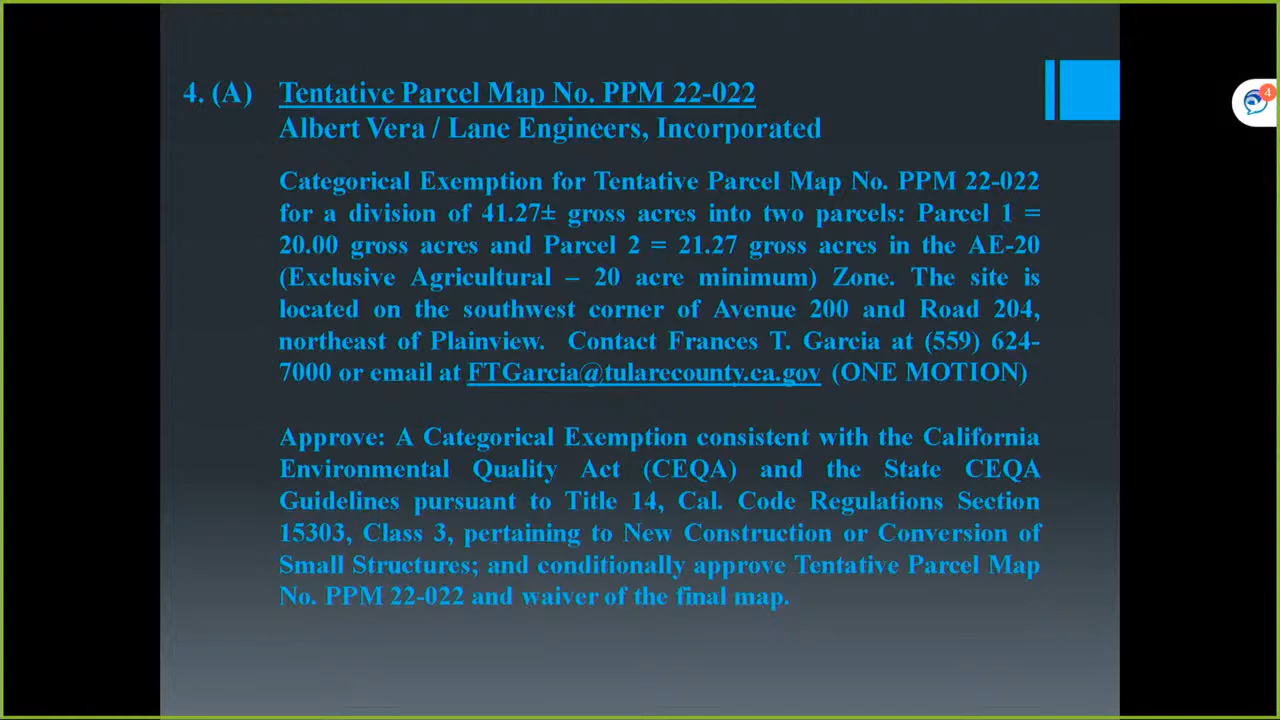 4. (A) Tentative Parcel Map No. PPM 22-022
Albert Vera / Lane Engineers, Incorporated
Categorical Exemption for Tentative Parcel Map No. PPM 22-022
for a division of 41.27± gross acres into two parcels: Parcel 1 =
20.00 gross acres and Parcel 2 = 21.27 gross acres in the AE-20
(Exclusive Agricultural – 20 acre minimum) Zone. The site is
located on the southwest corner of Avenue 200 and Road 204,
northeast of Plainview. Contact Frances T. Garcia at (559) 624-
7000 or email at FTGarcia@tularecounty.ca.gov (ONE MOTION)
Approve: A Categorical Exemption consistent with the California
Environmental Quality Act (CEQA) and the State CEQA
Guidelines pursuant to Title 14, Cal. Code Regulations Section
15303, Class 3, pertaining to New Construction or Conversion of
Small Structures; and conditionally approve Tentative Parcel Map
No. PPM 22-022 and waiver of the final map.
4